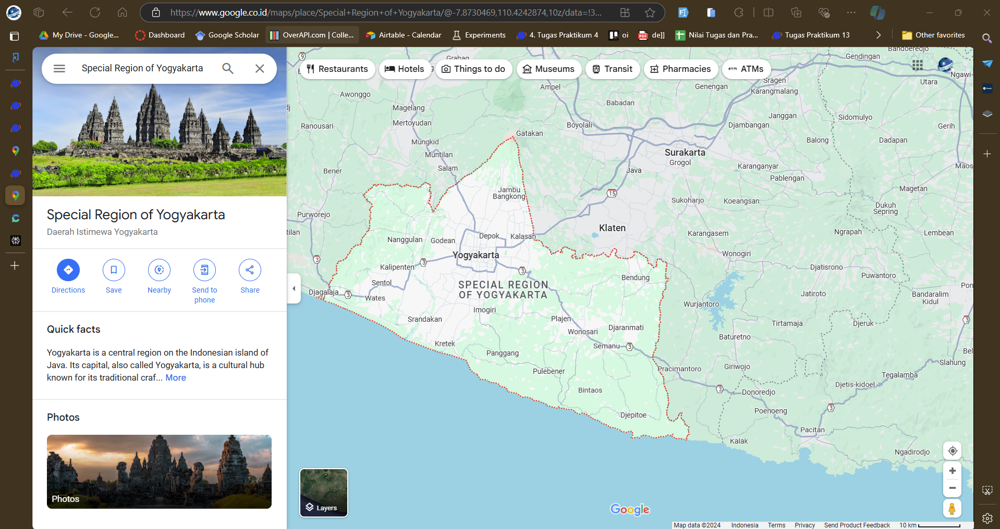 https://www.google.co.id/maps/place/Special+Region+of+Yogyakarta/@-7.8730469,110.4242874,10z/data=!3...
My Drive - Google...
Dashboard
Google Scholar
OverAPI.com | Colle...
Airtable - Calendar
Experiments
4. Tugas Praktikum 4
oi
de]]
Nilai Tugas dan Pra...
Tugas Praktikum 13
Other favorites
Special Region of Yogyakarta
Restaurants
Hotels
Things to do
Museums
Transit
Pharmacies
ATMs
Special Region of Yogyakarta
Daerah Istimewa Yogyakarta
Directions
Save
Nearby
Send to
phone
Share
Quick facts
Yogyakarta is a central region on the Indonesian island of
Java. Its capital, also called Yogyakarta, is a cultural hub
known for its traditional craf... More
Photos
Photos
9
Grabag
Gendingan
Bandoeredjo
Ngawi
Utara
Sragen
Karangmalang
Genengan
Ampel
Awonggo
Babadan
Magelang
Mertoyudan
Ranousari
Boyolali
Janggan
Djambangan
Sidomulyo
Gerih
Gatakan
Mungkid
Balong
Dadapan
Muntilan
Surakarta
Grogol
Salam
Bener
Java
Karanganyar
Maos
Pablengan
Jambu
Bangkong
15
Magetan
Sukoharjo
Koeangsan
Dukuh
Sepring
Purworejo
Klaten
tilan
Nanggulan
Godean
Depok
Kalasan
Karangasem
Ngrapah
Lembean
Yogyakarta
Wonogiri
3
3
Kalipenten
3
Djatisrono
Puwantoro
Bendung
Sentol
SPECIAL REGION
OF YOGYAKARTA
Djagalaja
3
Wates
Pon
Jatiroto
Bandaralim
Kidul
Wurjantoro
Imogiri
Srandakan
Plajen
3
Wonosari
Djaranmati
Tirtamaja
Djeruk
Baturetno
Kretek
Semanu
3
Panggang
Bel
Slahung
Pulebener
Pracimantoro
Giriwojo
Tegalamba
Bintaos
3
Donoredjo
Djetis-kidoel
Djepitoe
Poenoeng
3
Pacitan
Kalak
Ngadirodjo
Layers
Google
Map data ©2024
Indonesia
Terms
Privacy
Send Product Feedback
10 km